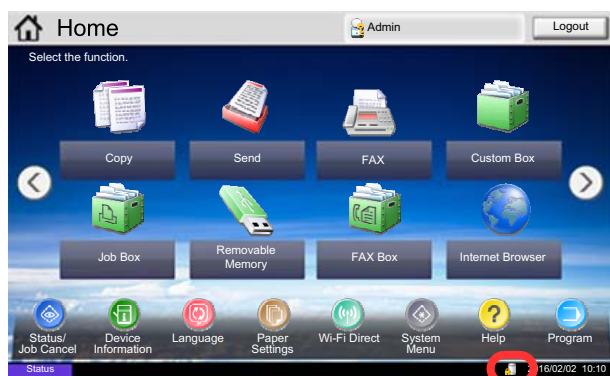 Home
Admin
Logout
Select the function.
Copy
Send
FAX
Custom Box
Job Box
Removable
Memory
FAX Box
Internet Browser
Status/
Job Cancel
Device
Information
Language
Paper
Settings
Wi-Fi Direct
System
Menu
Help
Program
Status
16/02/02 10:10